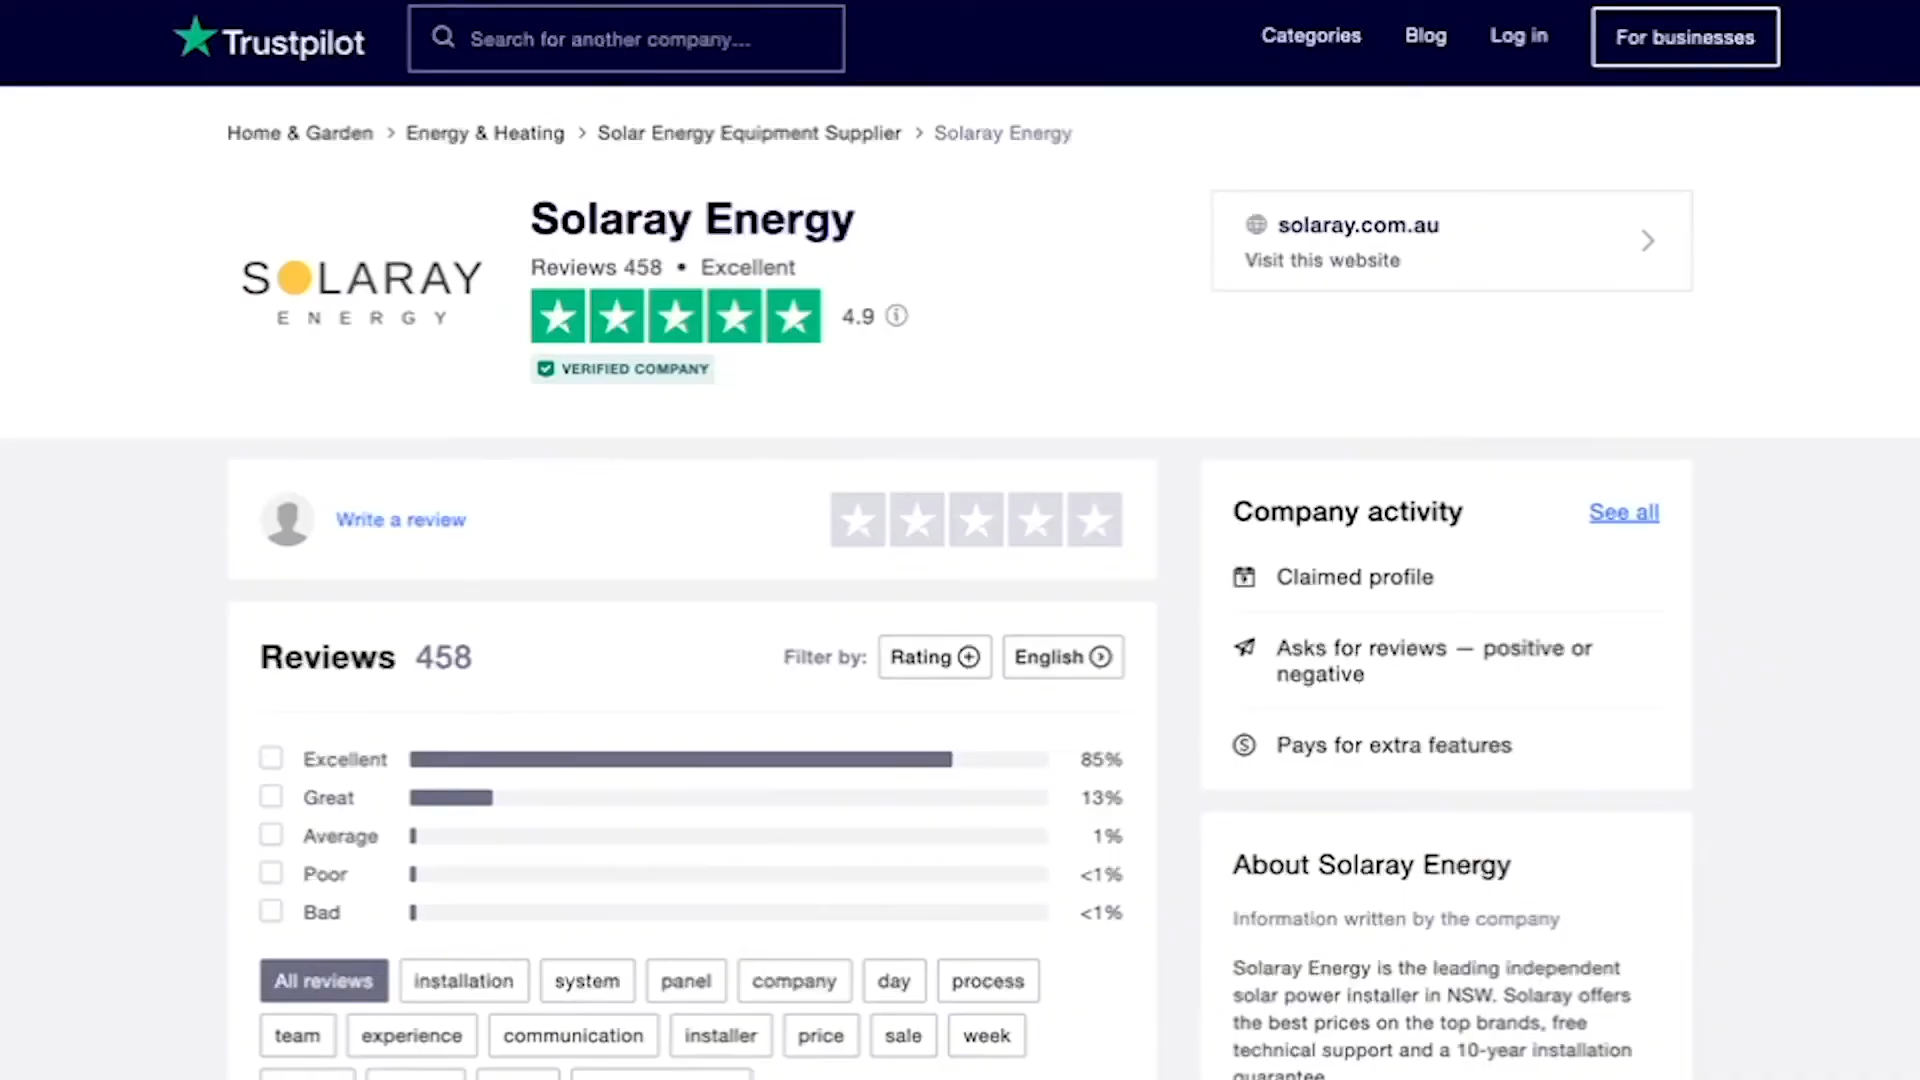 Trustpilot
Search for another company...
Categories
Blog
Log in
For businesses
Home & Garden > Energy & Heating > Solar Energy Equipment Supplier > Solaray Energy
SOLARAY
ENERGY
Solaray Energy
Reviews 458 • Excellent
4.9
VERIFIED COMPANY
solaray.com.au
Visit this website
Write a review
Company activity
See all
Claimed profile
Asks for reviews — positive or
negative
Pays for extra features
Reviews 458
Filter by: Rating English
Excellent 85%
Great 13%
Average 1%
Poor <1%
Bad <1%
All reviews installation system panel company day process
team experience communication installer price sale week
About Solaray Energy
Information written by the company
Solaray Energy is the leading independent
solar power installer in NSW. Solaray offers
the best prices on the top brands, free
technical support and a 10-year installation
guarantee.